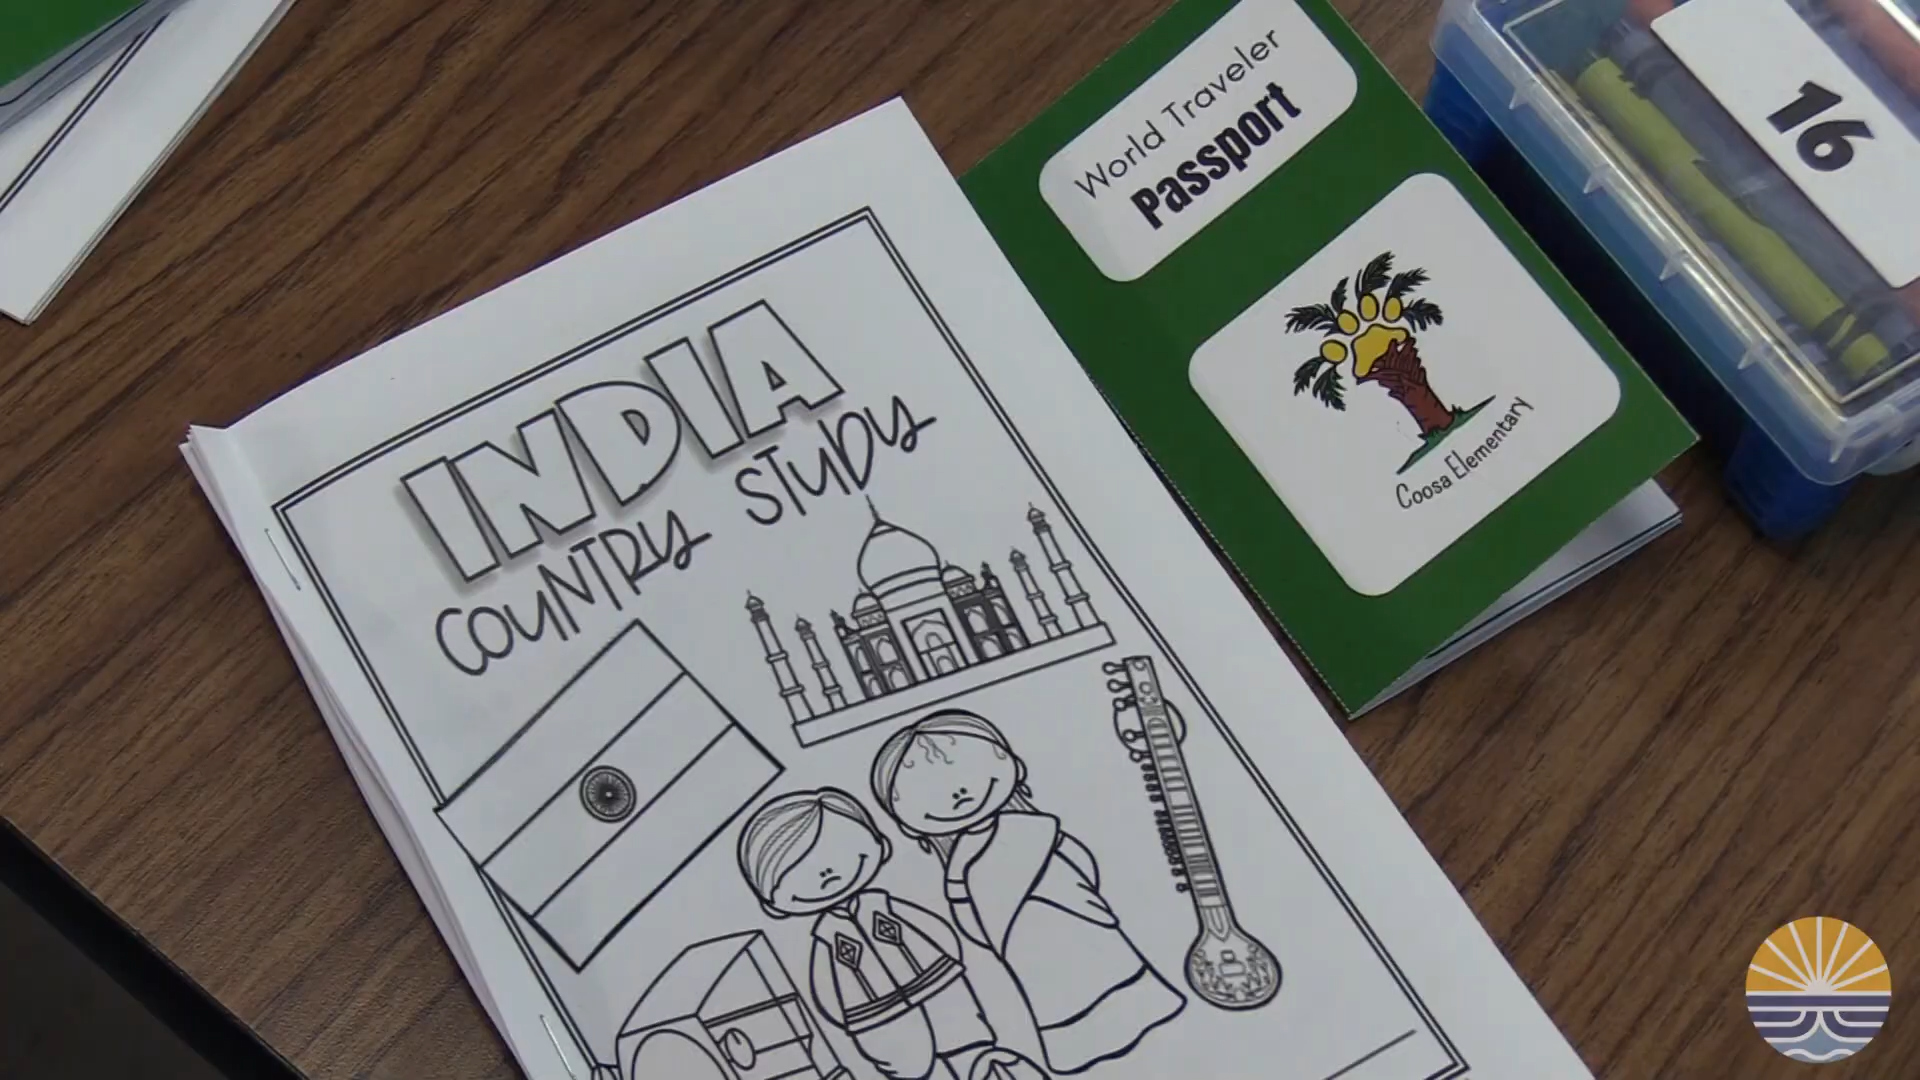 INDIA
COUNTRY STUDY
World Traveler
Passport
Coosa Elementary
16